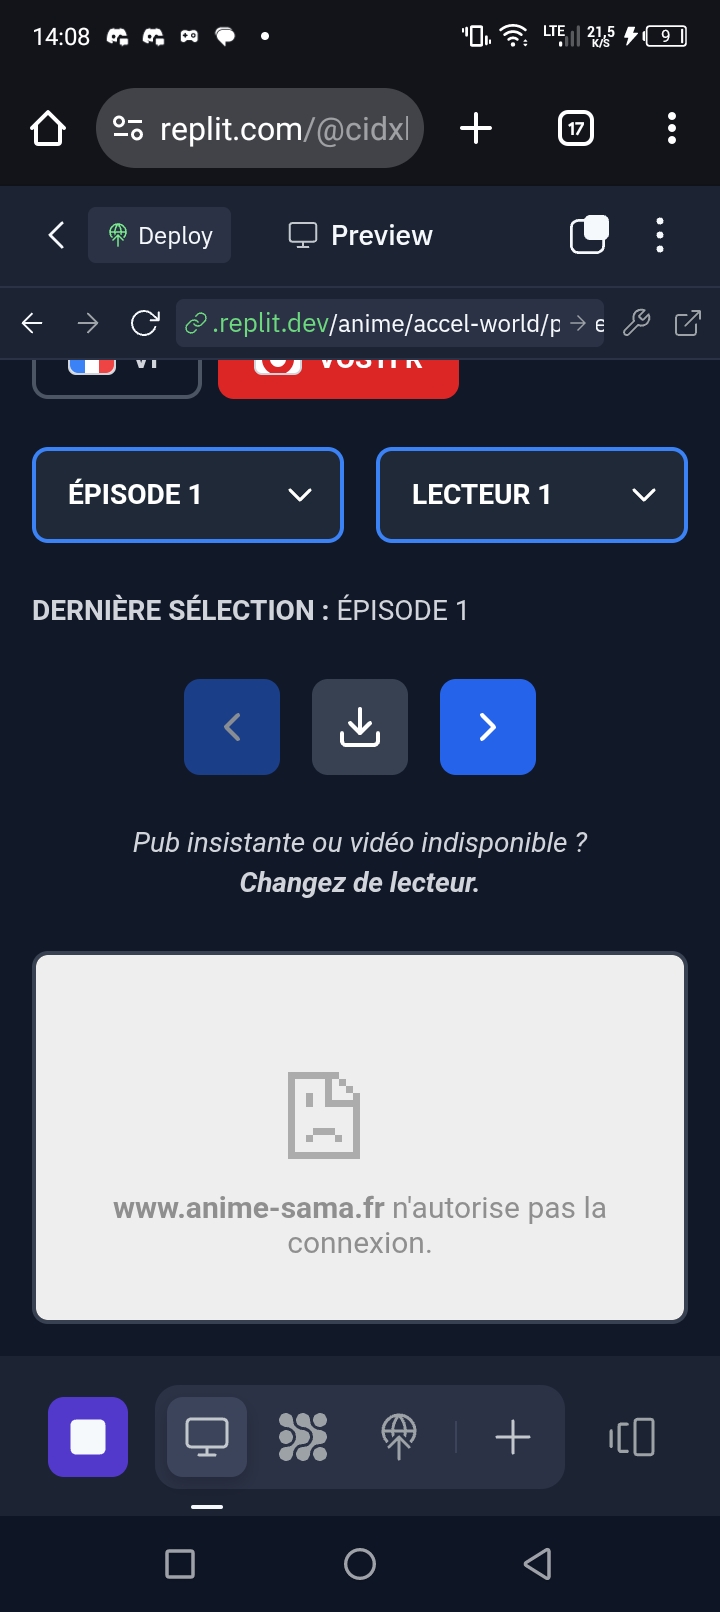 14:08
LTE
21,5
K/S
9
replit.com/@cidx
17
Deploy
Preview
.replit.dev/anime/accel-world/p
VF
VOSTFR
ÉPISODE 1
LECTEUR 1
DERNIÈRE SÉLECTION : ÉPISODE 1
Pub insistante ou vidéo indisponible ?
Changez de lecteur.
www.anime-sama.fr n'autorise pas la
connexion.